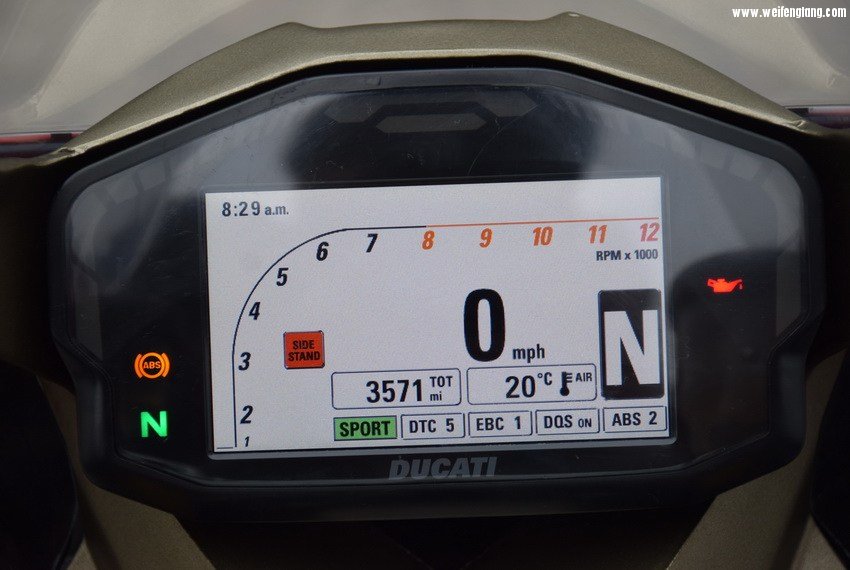 www.weifengtang.com
8:29 a.m.
1 2 3 4 5 6 7 8 9 10 11 12
RPM x 1000
SIDE
STAND
0 mph
N
3571 TOT mi
20°C AIR
SPORT DTC 5 EBC 1 DQS ON ABS 2
ABS
N
DUCATI